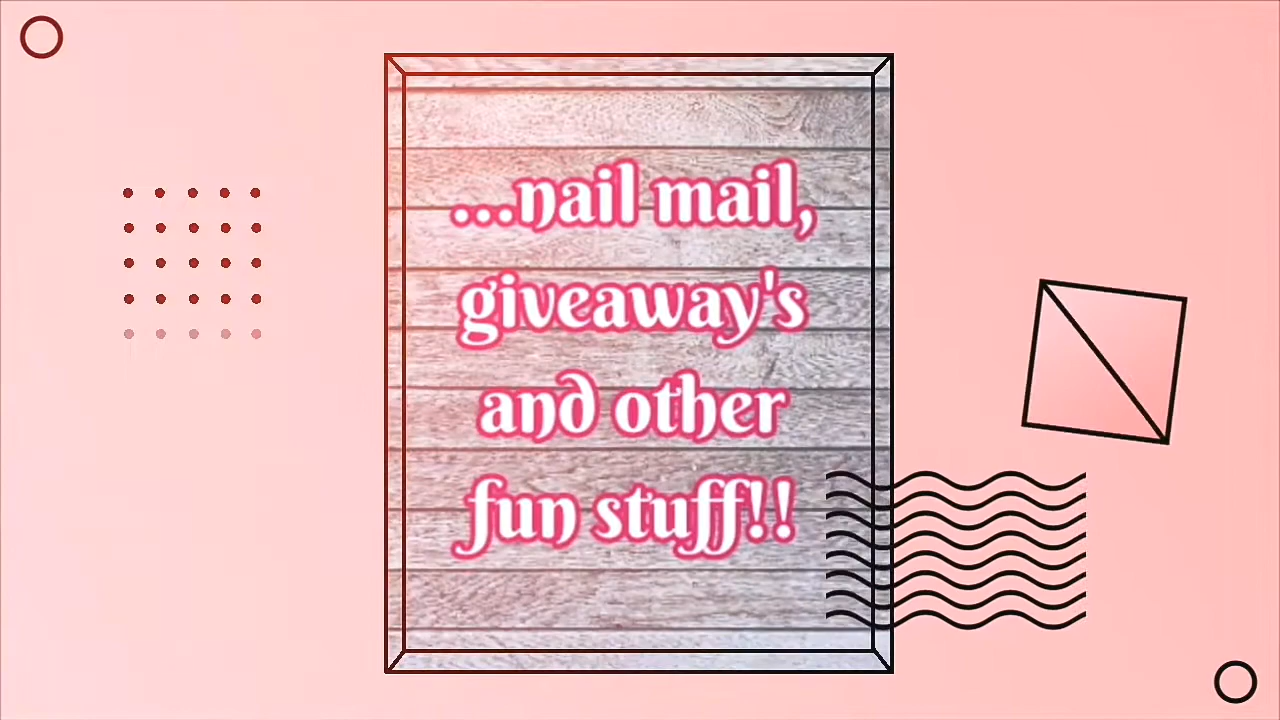 ...nail mail,
giveaway's
and other
fun stuff!!